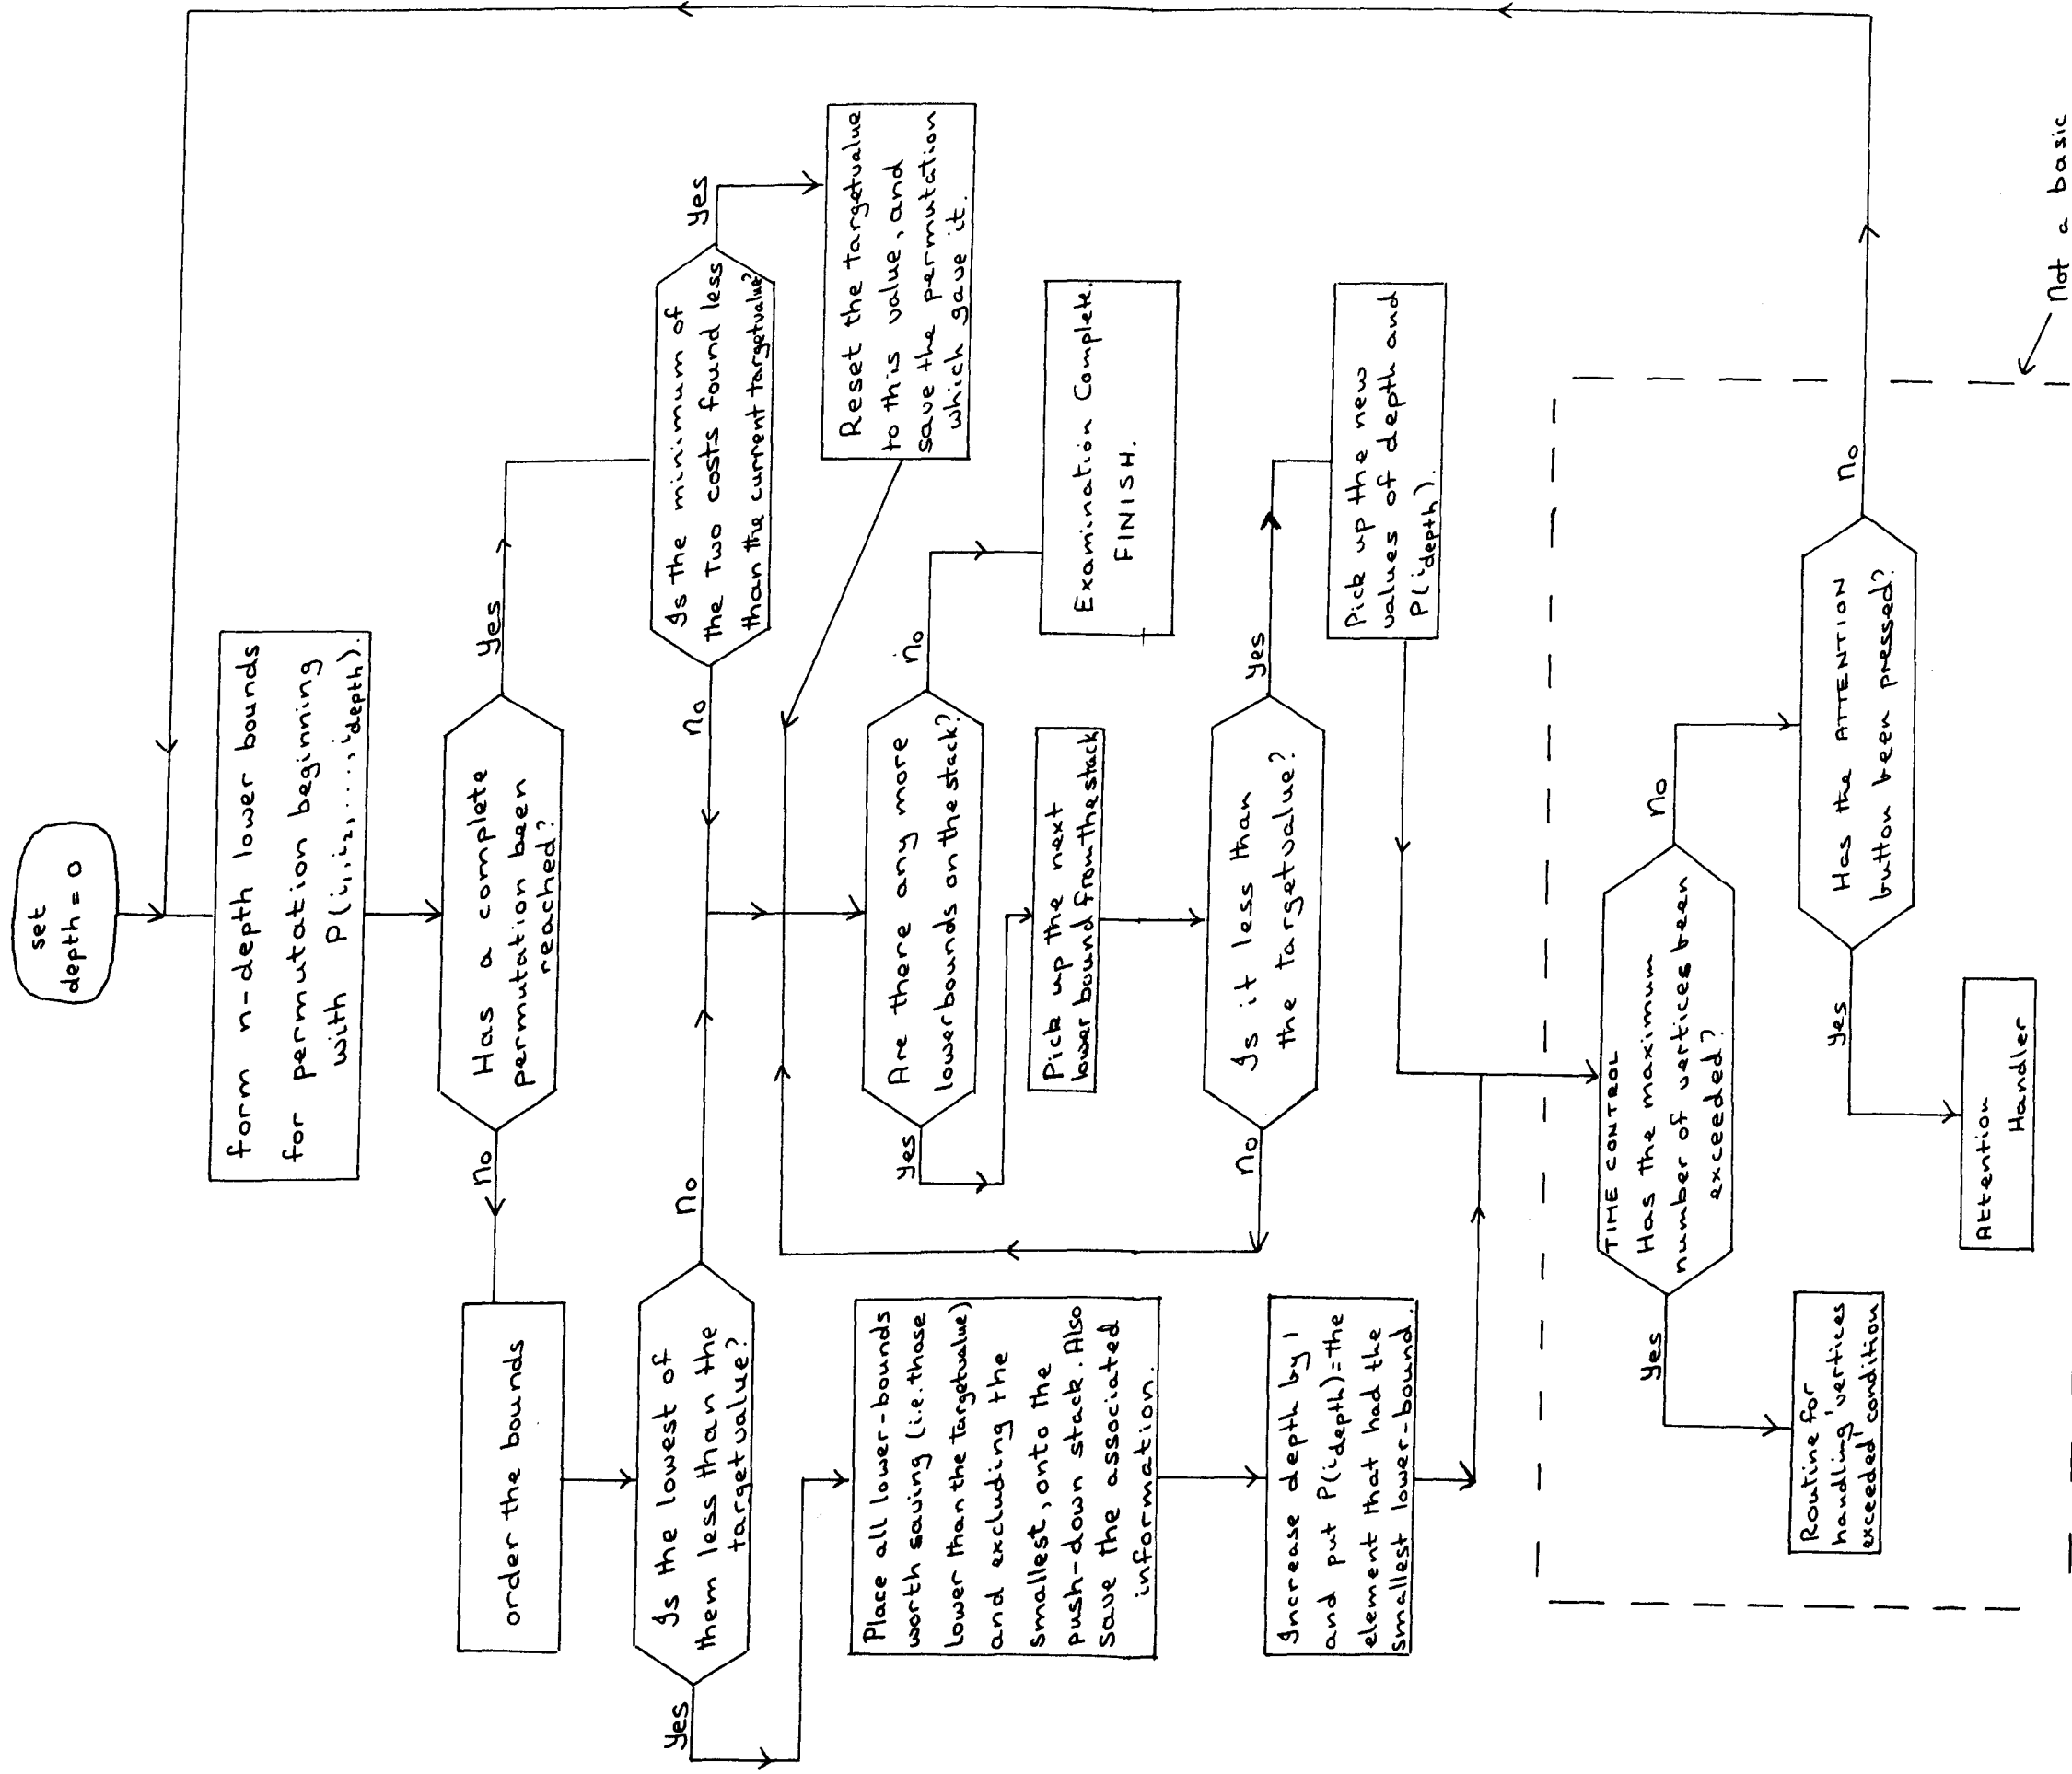 set
depth = 0
form n-depth lower bounds
for permutation beginning
with P(i₁,i₂,....,i_depth).
Has a complete
permutation been
reached?
Yes
No
order the bounds
Is the lowest of
them less than the
targetvalue?
No
Yes
Is the minimum of
the Two costs found less
than the current targetvalue?
Yes
No
Reset the targetvalue
to this value, and
save the permutation
which gave it.
Are there any more
lowerbounds on the stack?
No
Yes
Examination Complete.
FINISH.
Pick up the next
lower bound from the stack
Is it less than
the targetvalue?
Yes
No
Pick up the new
values of depth and
P(i_depth).
Place all lower-bounds
worth saving (i.e. those
lower than the targetvalue)
and excluding the
smallest, onto the
push-down stack. Also
save the associated
information.
Increase depth by 1
and put P(i_depth)=the
element that had the
smallest lower-bound.
TIME CONTROL
Has the maximum
number of vertices been
exceeded?
No
Yes
Routine for
handling 'vertices
exceeded' condition
Has the ATTENTION
button been pressed?
No
Yes
Attention
Handler
Not a basic